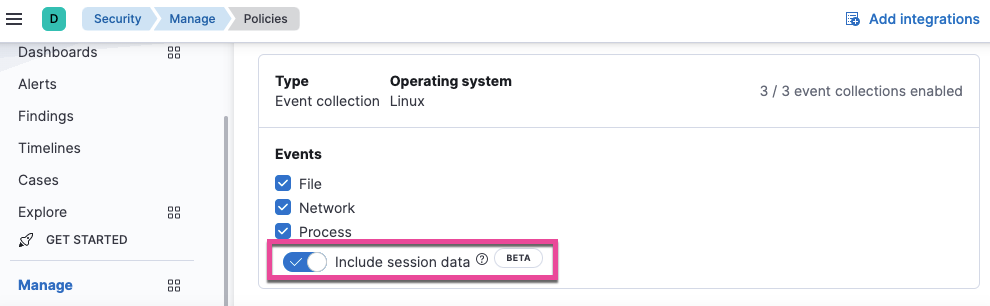 D Security Manage Policies Add integrations
Dashboards
Alerts
Findings
Timelines
Cases
Explore
GET STARTED
Manage
Type Operating system
Event collection Linux
3 / 3 event collections enabled
Events
File
Network
Process
Include session data ? BETA